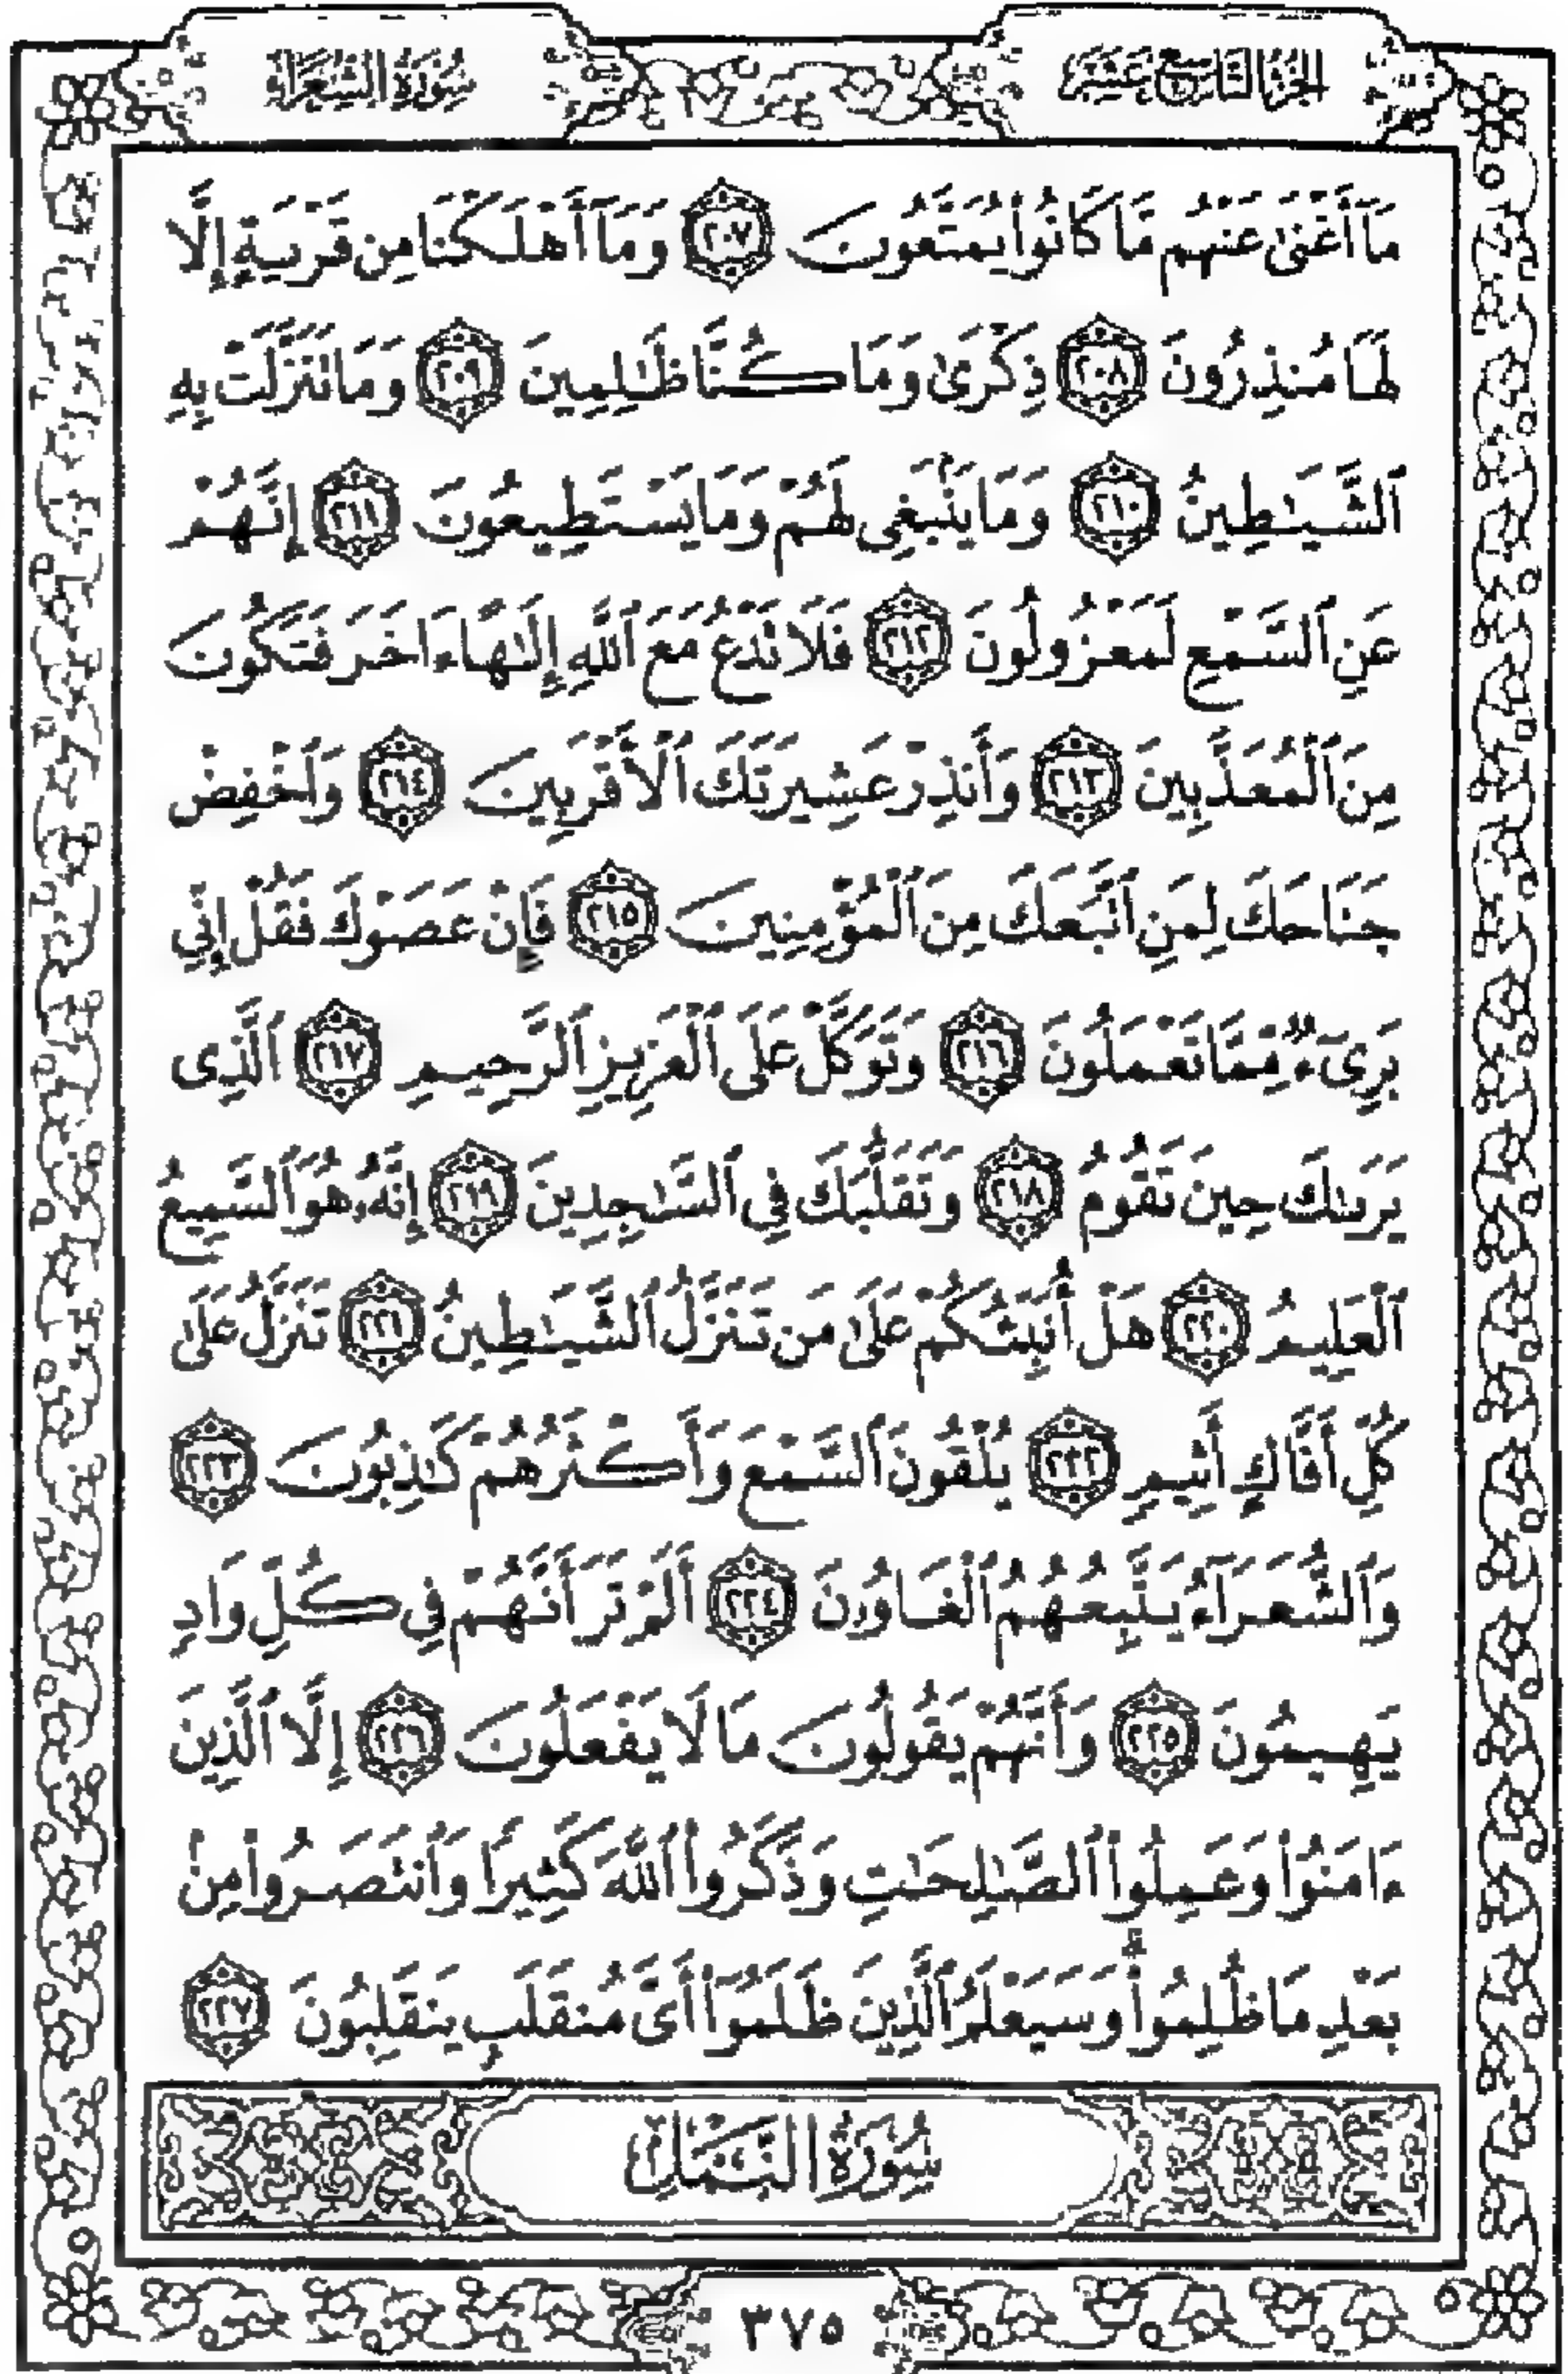 الجزء التاسع عشر
سورة الشعراء
مَآ أَغْنَىٰ عَنْهُم مَّا كَانُوا۟ يُمَتَّعُونَ ٢٠٧ وَمَآ أَهْلَكْنَا مِن قَرْيَةٍ إِلَّا
لَهَا مُنذِرُونَ ٢٠٨ ذِكْرَىٰ وَمَا كُنَّا ظَـٰلِمِينَ ٢٠٩ وَمَا تَنَزَّلَتْ بِهِ
ٱلشَّيَـٰطِينُ ٢١٠ وَمَا يَنۢبَغِى لَهُمْ وَمَا يَسْتَطِيعُونَ ٢١١ إِنَّهُمْ
عَنِ ٱلسَّمْعِ لَمَعْزُولُونَ ٢١٢ فَلَا تَدْعُ مَعَ ٱللَّهِ إِلَـٰهًا ءَاخَرَ فَتَكُونَ
مِنَ ٱلْمُعَذَّبِينَ ٢١٣ وَأَنذِرْ عَشِيرَتَكَ ٱلْأَقْرَبِينَ ٢١٤ وَٱخْفِضْ
جَنَاحَكَ لِمَنِ ٱتَّبَعَكَ مِنَ ٱلْمُؤْمِنِينَ ٢١٥ فَإِنْ عَصَوْكَ فَقُلْ إِنِّى
بَرِىٓءٌ مِّمَّا تَعْمَلُونَ ٢١٦ وَتَوَكَّلْ عَلَى ٱلْعَزِيزِ ٱلرَّحِيمِ ٢١٧ ٱلَّذِى
يَرَىٰكَ حِينَ تَقُومُ ٢١٨ وَتَقَلُّبَكَ فِى ٱلسَّـٰجِدِينَ ٢١٩ إِنَّهُۥ هُوَ ٱلسَّمِيعُ
ٱلْعَلِيمُ ٢٢٠ هَلْ أُنَبِّئُكُمْ عَلَىٰ مَن تَنَزَّلُ ٱلشَّيَـٰطِينُ ٢٢١ تَنَزَّلُ عَلَىٰ
كُلِّ أَفَّاكٍ أَثِيمٍ ٢٢٢ يُلْقُونَ ٱلسَّمْعَ وَأَكْثَرُهُمْ كَـٰذِبُونَ ٢٢٣
وَٱلشُّعَرَآءُ يَتَّبِعُهُمُ ٱلْغَاوُۥنَ ٢٢٤ أَلَمْ تَرَ أَنَّهُمْ فِى كُلِّ وَادٍ
يَهِيمُونَ ٢٢٥ وَأَنَّهُمْ يَقُولُونَ مَا لَا يَفْعَلُونَ ٢٢٦ إِلَّا ٱلَّذِينَ
ءَامَنُوا۟ وَعَمِلُوا۟ ٱلصَّـٰلِحَـٰتِ وَذَكَرُوا۟ ٱللَّهَ كَثِيرًا وَٱنتَصَرُوا۟ مِنۢ
بَعْدِ مَا ظُلِمُوا۟ ۗ وَسَيَعْلَمُ ٱلَّذِينَ ظَلَمُوٓا۟ أَىَّ مُنقَلَبٍ يَنقَلِبُونَ ٢٢٧
سُورَةُ النَّمْلِ
٣٧٥